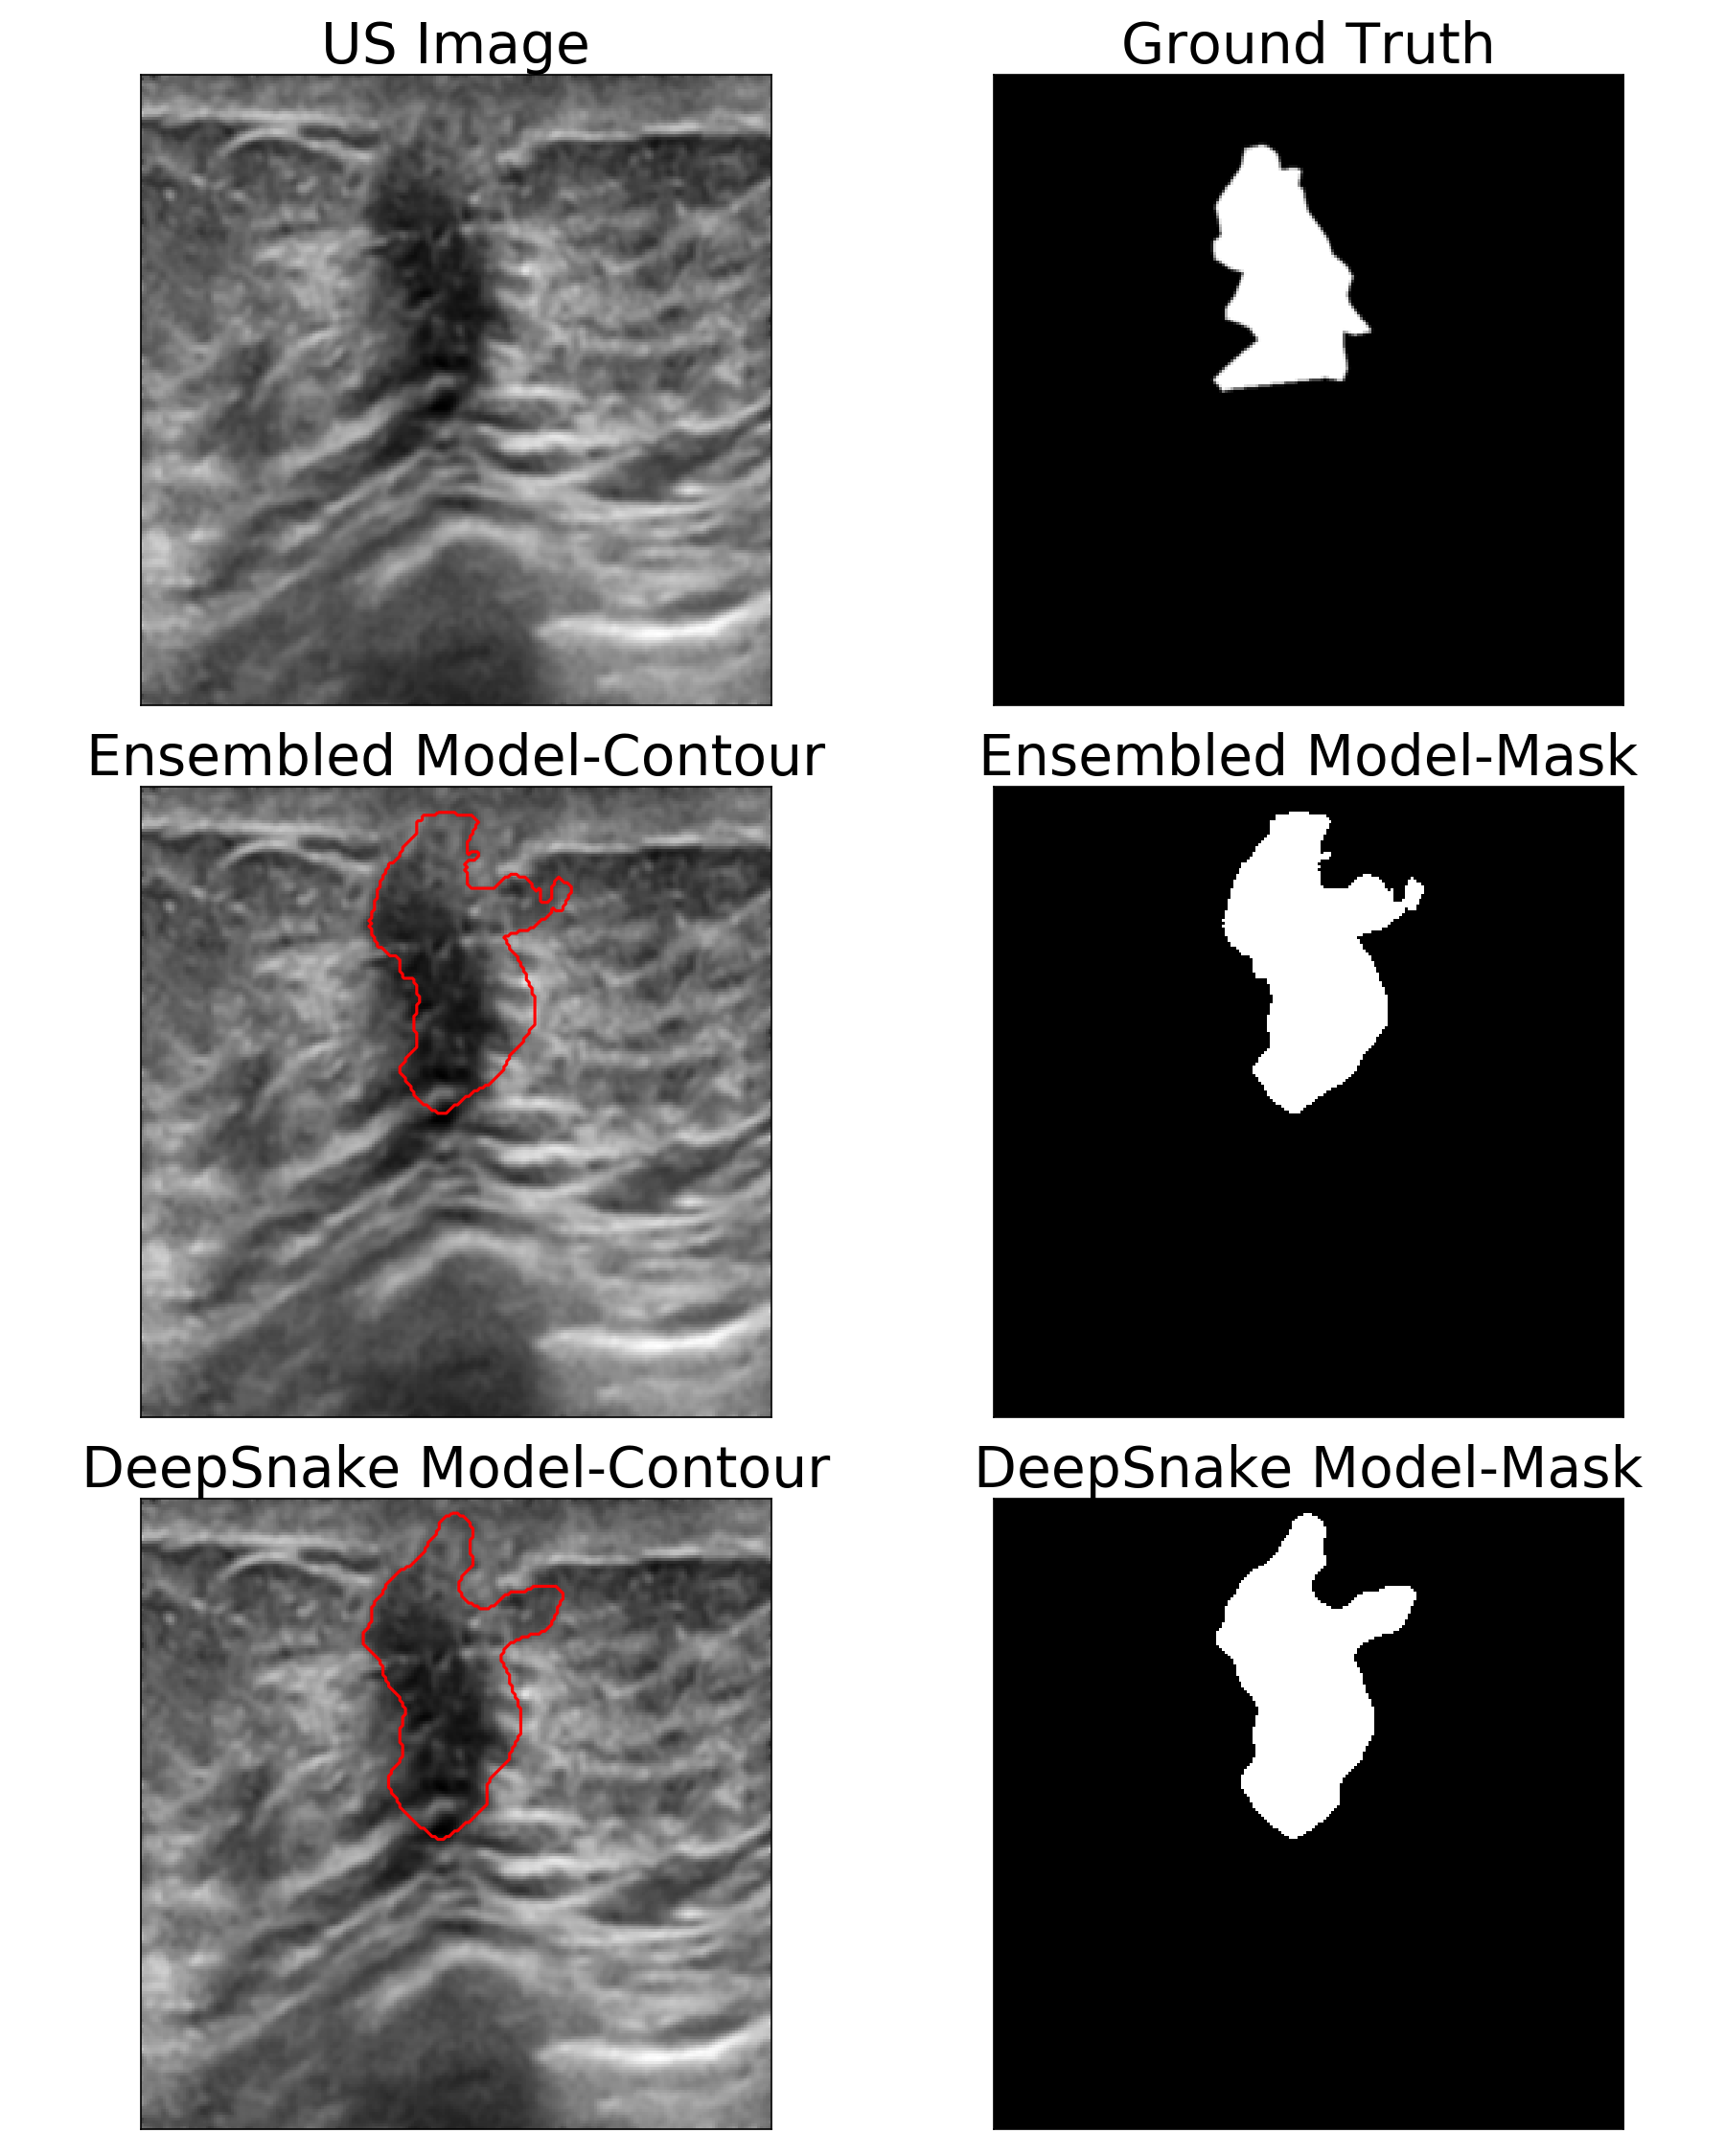 US Image
Ground Truth
Ensembled Model-Contour
Ensembled Model-Mask
DeepSnake Model-Contour
DeepSnake Model-Mask